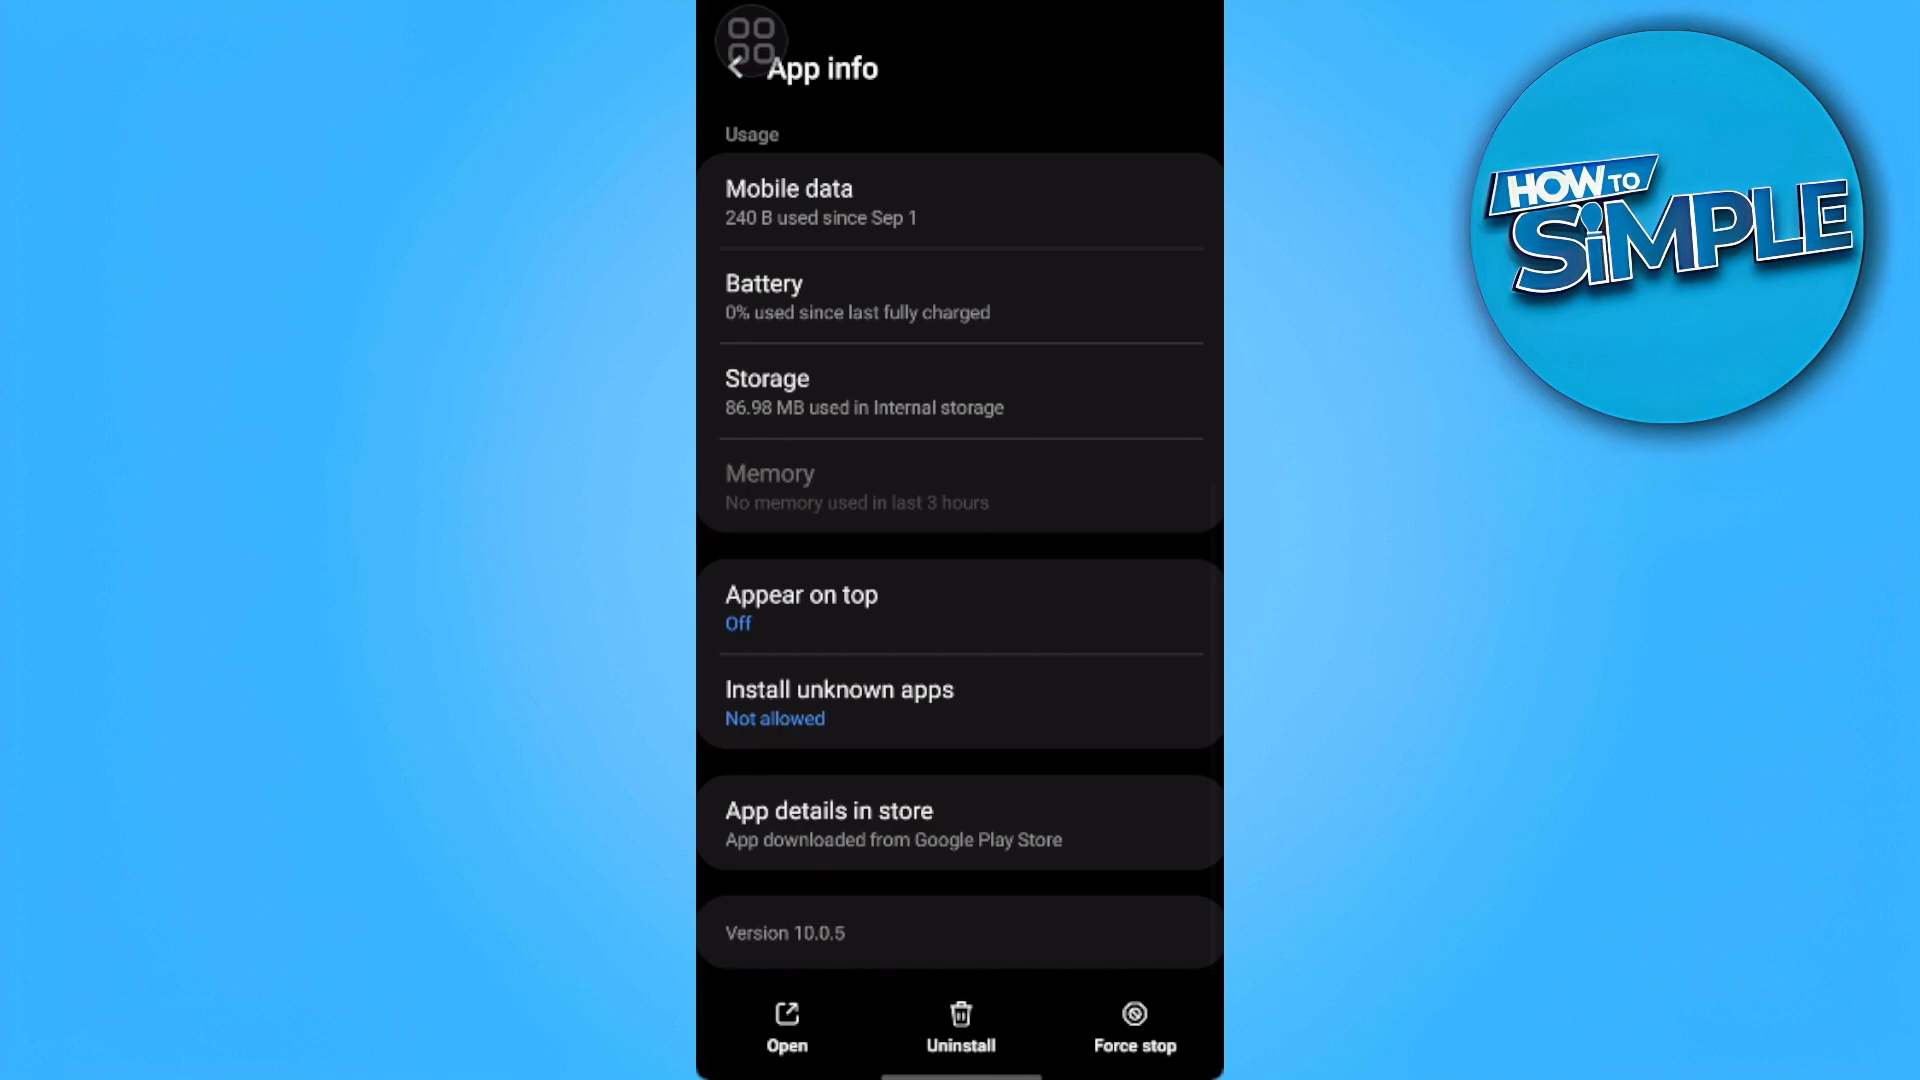 App info
Usage
Mobile data
240 B used since Sep 1
Battery
0% used since last fully charged
Storage
86.98 MB used in Internal storage
Memory
No memory used in last 3 hours
Appear on top
Off
Install unknown apps
Not allowed
App details in store
App downloaded from Google Play Store
Version 10.0.5
Open
Uninstall
Force stop
HOW TO
SiMPLE